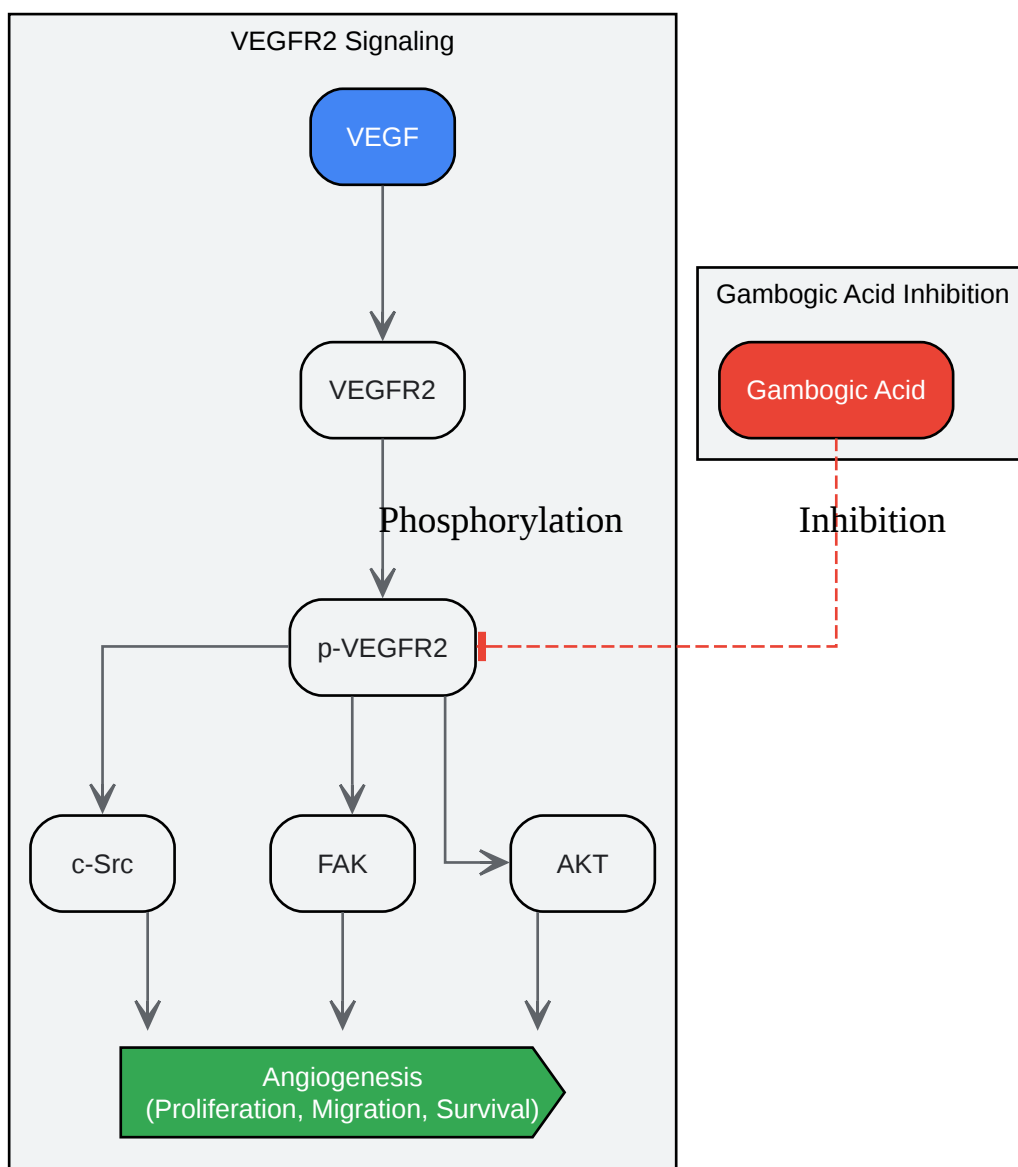 VEGFR2 Signaling
VEGF
Gambogic Acid Inhibition
VEGFR2
Gambogic Acid
Phosphorylation
Inhibition
p-VEGFR2
c-Src
FAK
AKT
Angiogenesis
(Proliferation, Migration, Survival)